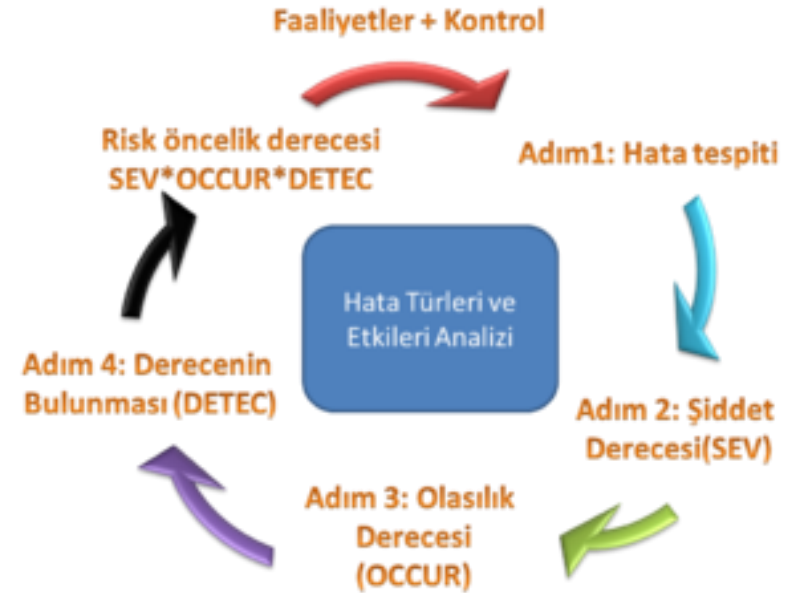 Faaliyetler + Kontrol
Risk öncelik derecesi
SEV*OCCUR*DETEC
Adım1: Hata tespiti
Hata Türleri ve
Etkileri Analizi
Adım 2: Şiddet
Derecesi(SEV)
Adım 3: Olasılık
Derecesi
(OCCUR)
Adım 4: Derecenin
Bulunması (DETEC)